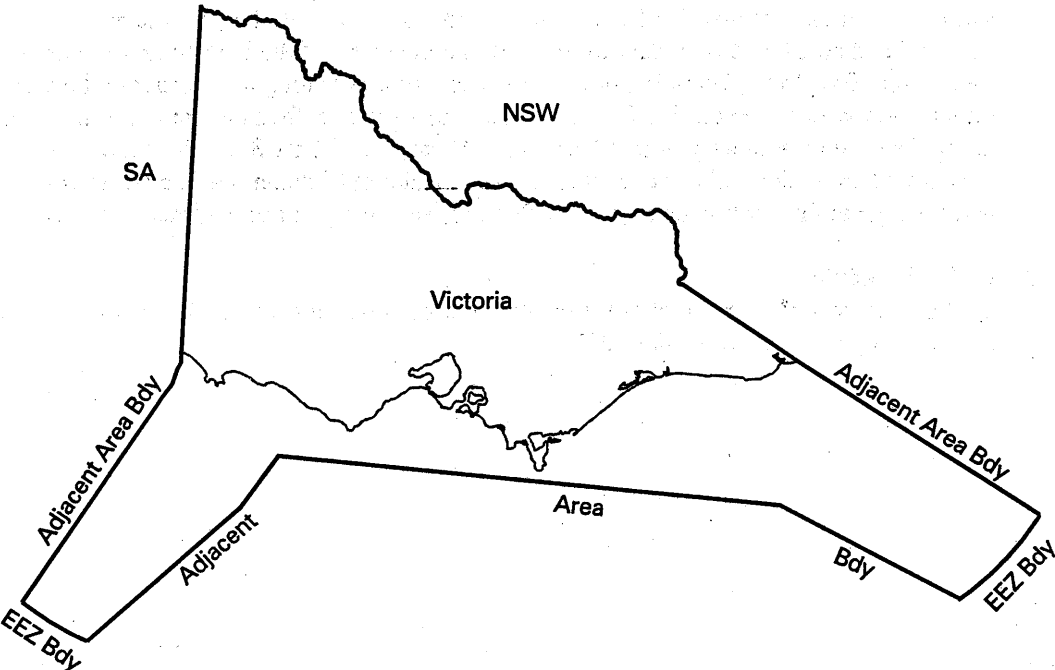 NSW
SA
Victoria
Adjacent Area Bdy
Adjacent Area Bdy
Adjacent
Area
Bdy
EEZ Bdy
EEZ Bdy